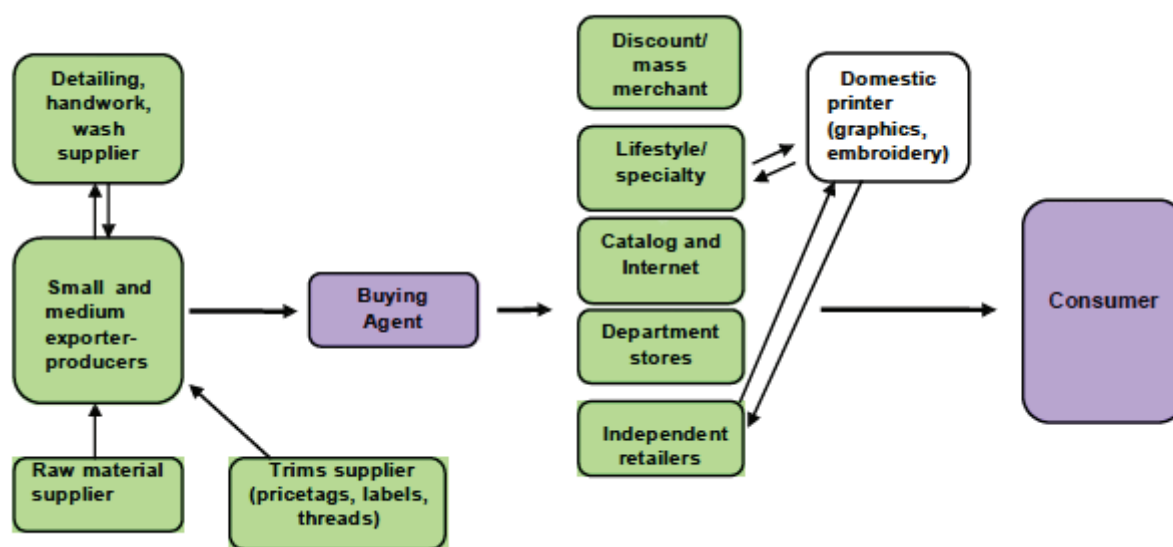 Detailing,
handwork,
wash
supplier
Small and
medium
exporter-
producers
Raw material
supplier
Trims supplier
(pricetags, labels,
threads)
Buying
Agent
Discount/
mass
merchant
Lifestyle/
specialty
Catalog and
Internet
Department
stores
Independent
retailers
Domestic
printer
(graphics,
embroidery)
Consumer